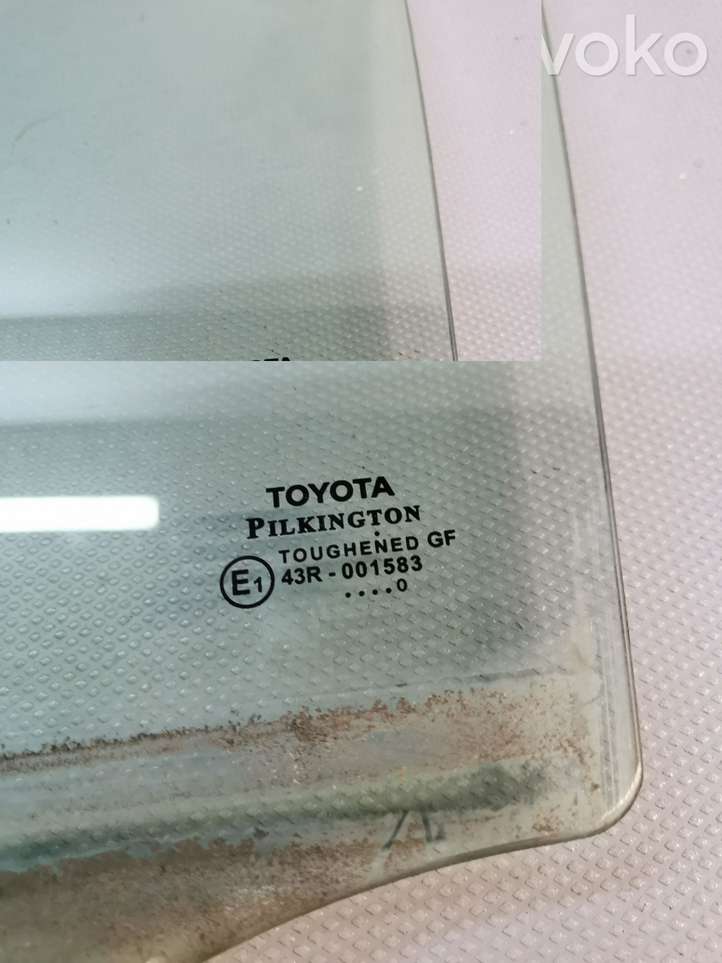 voko
TOYOTA
PILKINGTON
TOUGHENED GF
E1 43R - 001583
....0